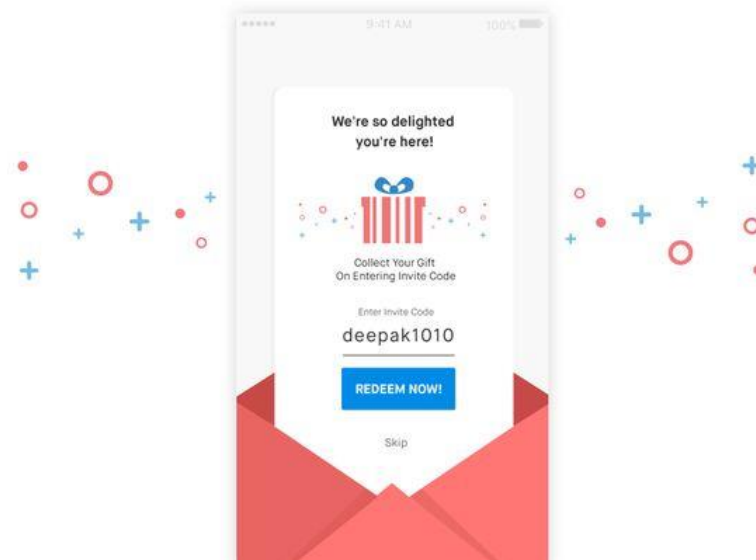 9:41 AM 100%
We're so delighted
you're here!
Collect Your Gift
On Entering Invite Code
Enter Invite Code
deepak1010
REDEEM NOW!
Skip